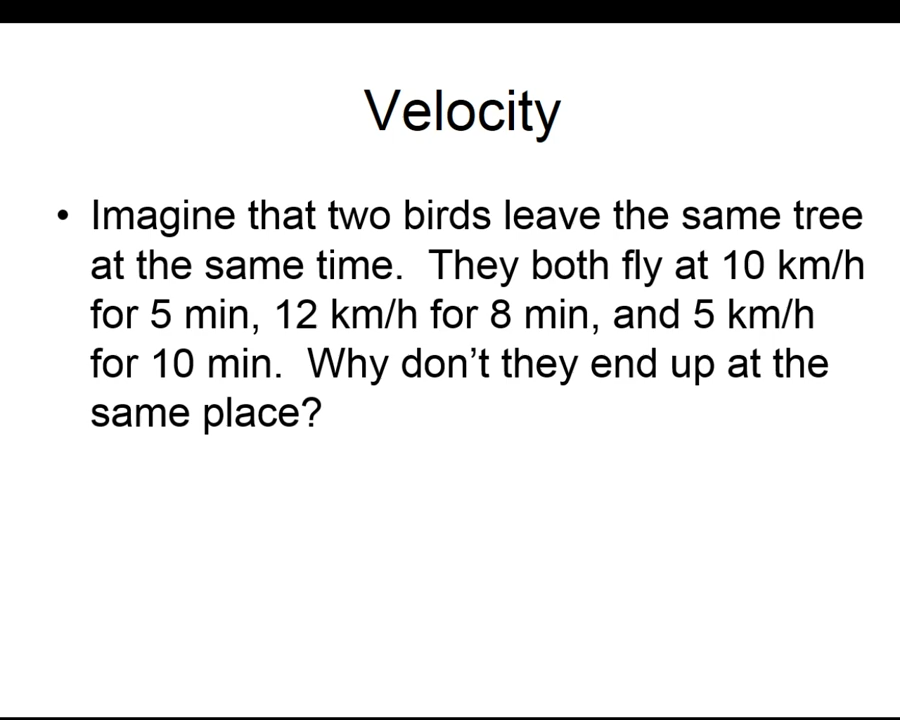 Velocity
• Imagine that two birds leave the same tree
at the same time.  They both fly at 10 km/h
for 5 min, 12 km/h for 8 min, and 5 km/h
for 10 min.  Why don’t they end up at the
same place?